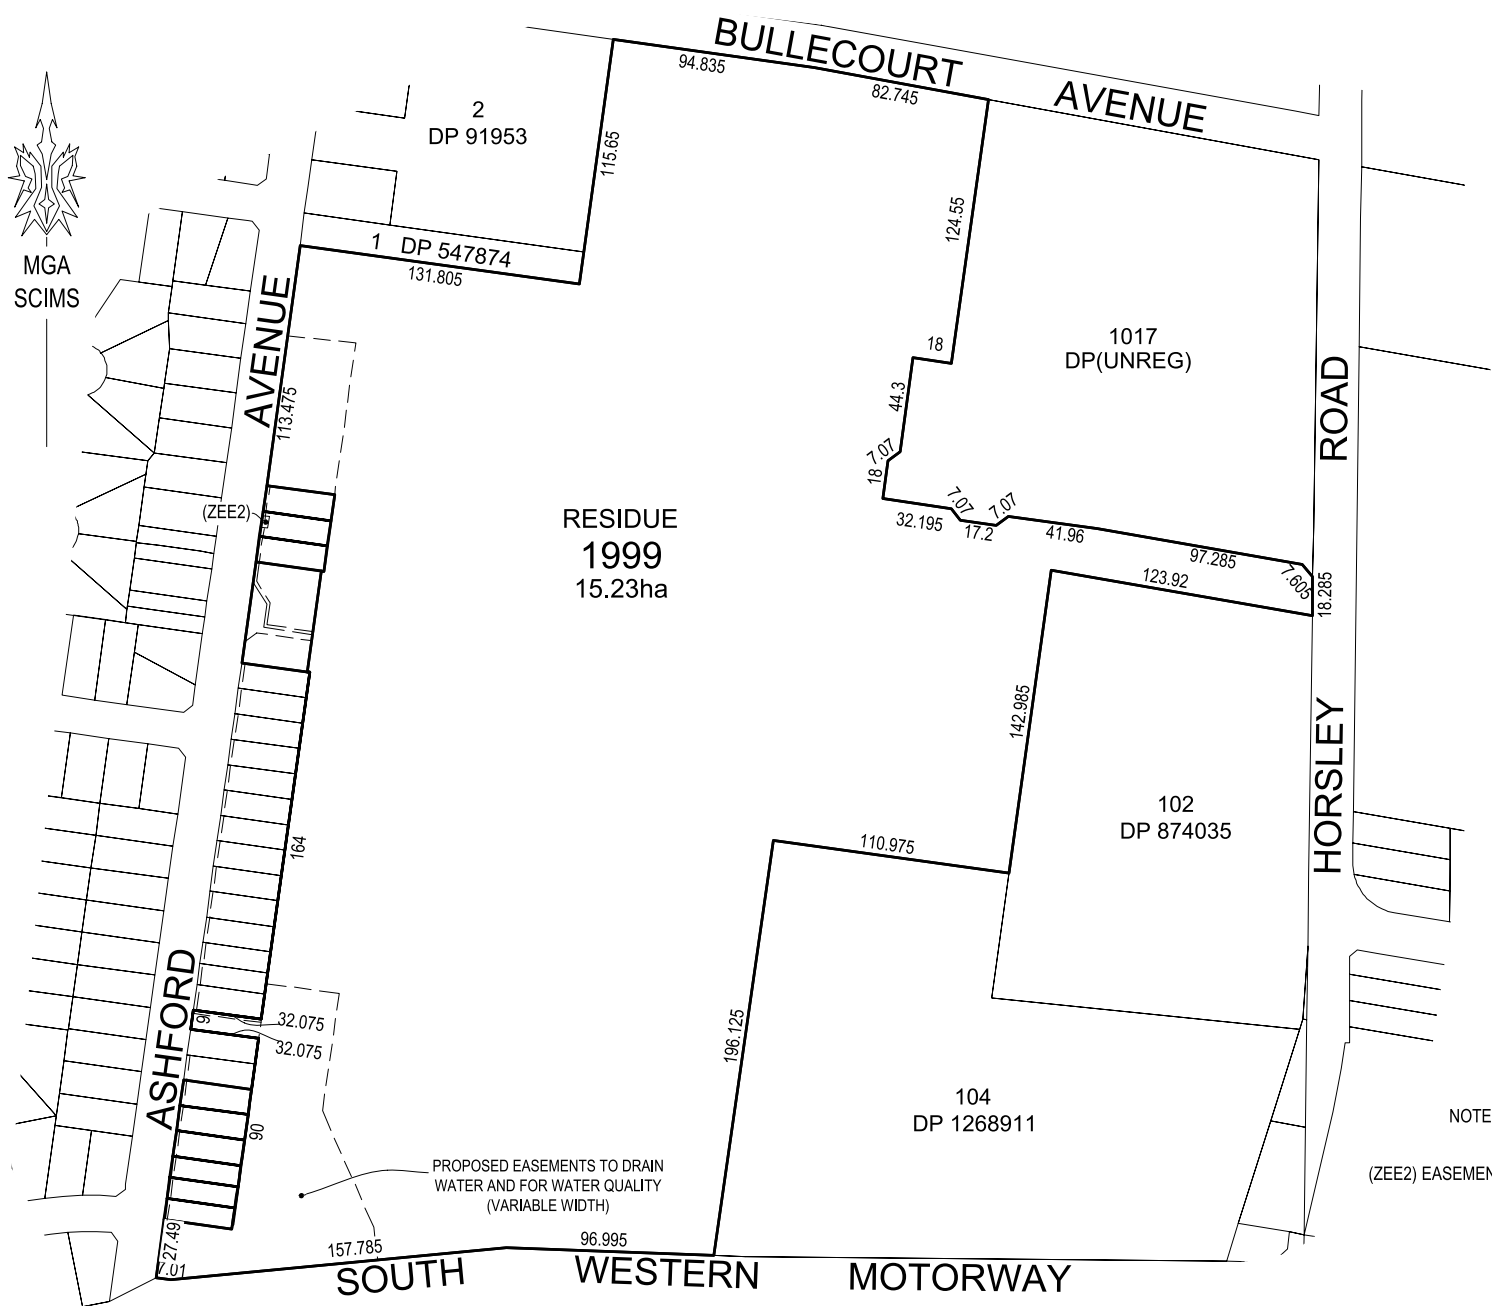 BULLECOURT AVENUE
94.835
82.745
2
DP 91953
115.65
124.55
MGA
SCIMS
1 DP 547874
131.805
AVENUE
113.475
1017
DP(UNREG)
18
44.3
7.07
18
7.07
7.07
32.195
17.2
41.96
97.285
7.605
18.285
123.92
ROAD
(ZEE2)
RESIDUE
1999
15.23ha
142.985
HORSLEY
102
DP 874035
110.975
164
ASHFORD
9
32.075
32.075
196.125
90
104
DP 1268911
NOTE
(ZEE2) EASEMEN
PROPOSED EASEMENTS TO DRAIN
WATER AND FOR WATER QUALITY
(VARIABLE WIDTH)
27.49
7.01
157.785
96.995
SOUTH WESTERN MOTORWAY